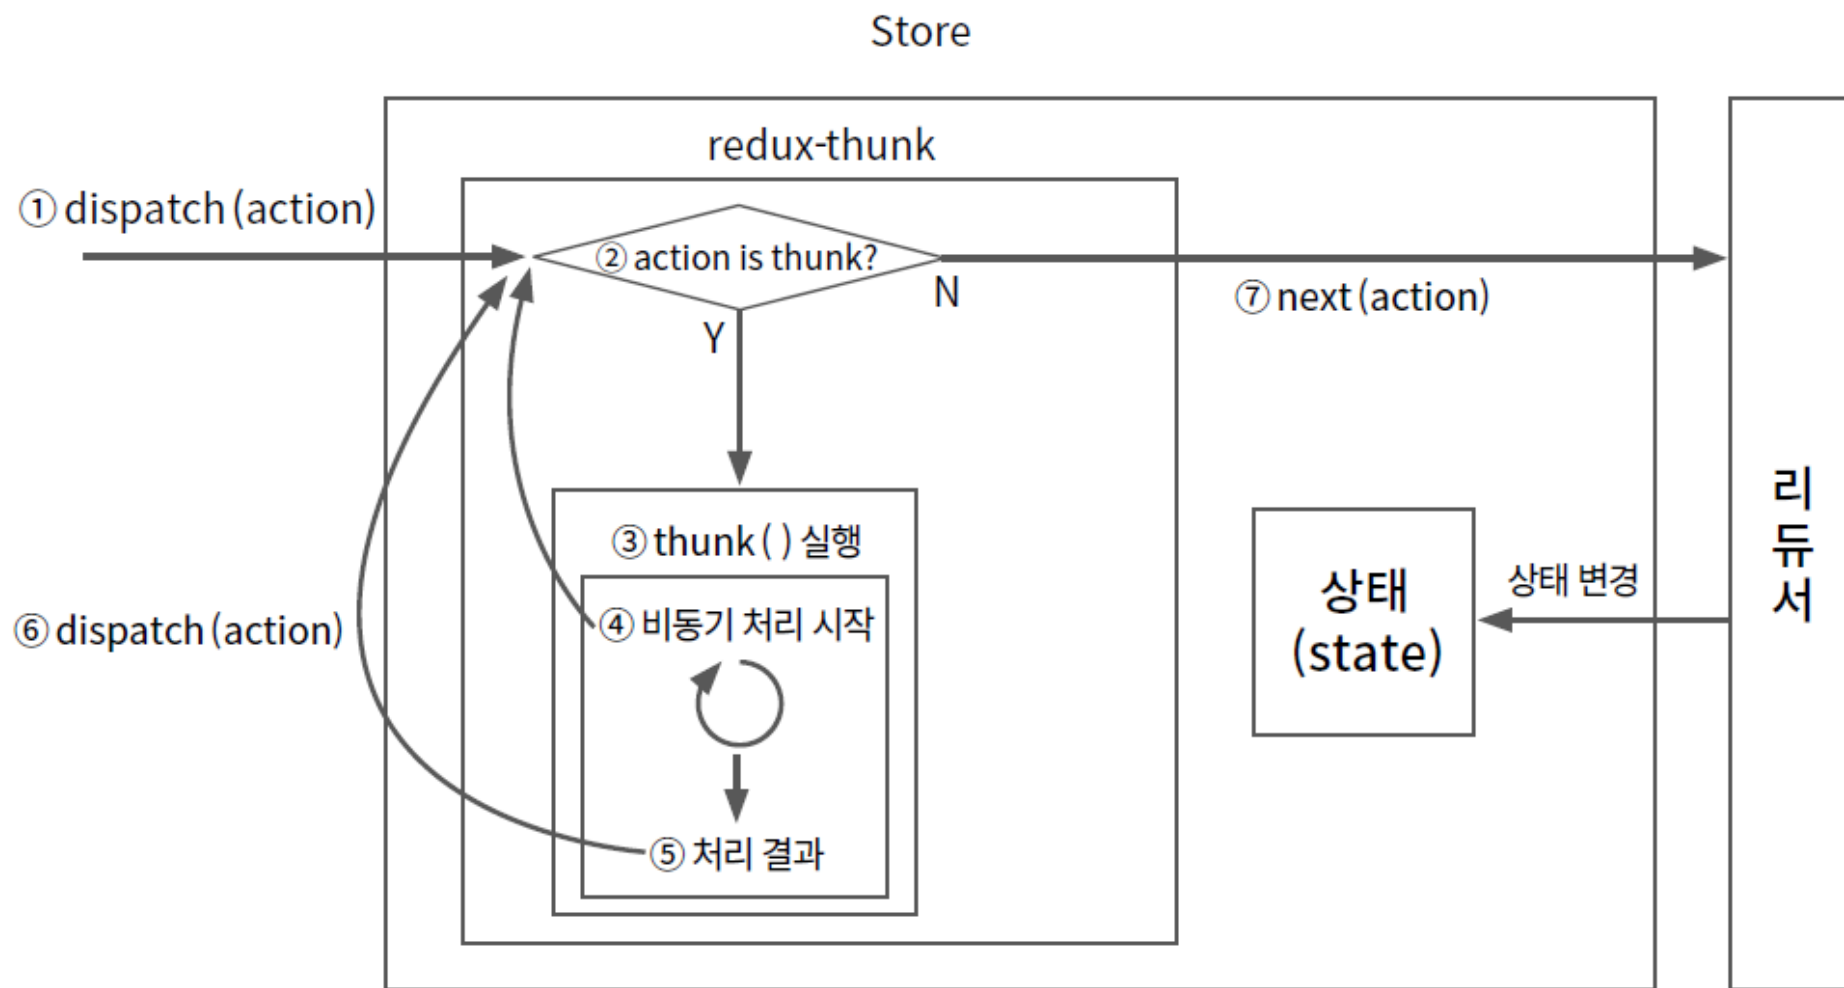 Store
redux-thunk
① dispatch (action)
② action is thunk?
N
⑦ next (action)
Y
③ thunk ( ) 실행
④ 비동기 처리 시작
⑥ dispatch (action)
⑤ 처리 결과
상태
(state)
상태 변경
리
듀
서